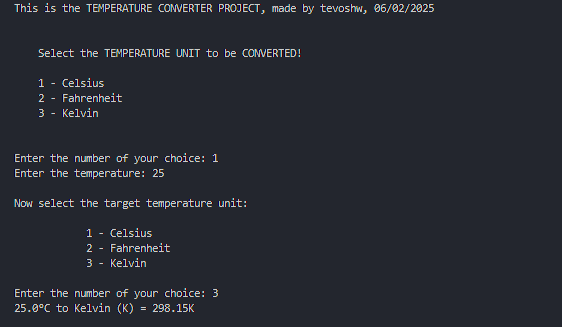 This is the TEMPERATURE CONVERTER PROJECT, made by tevoshw, 06/02/2025
Select the TEMPERATURE UNIT to be CONVERTED!
1 - Celsius
2 - Fahrenheit
3 - Kelvin
Enter the number of your choice: 1
Enter the temperature: 25
Now select the target temperature unit:
1 - Celsius
2 - Fahrenheit
3 - Kelvin
Enter the number of your choice: 3
25.0°C to Kelvin (K) = 298.15K